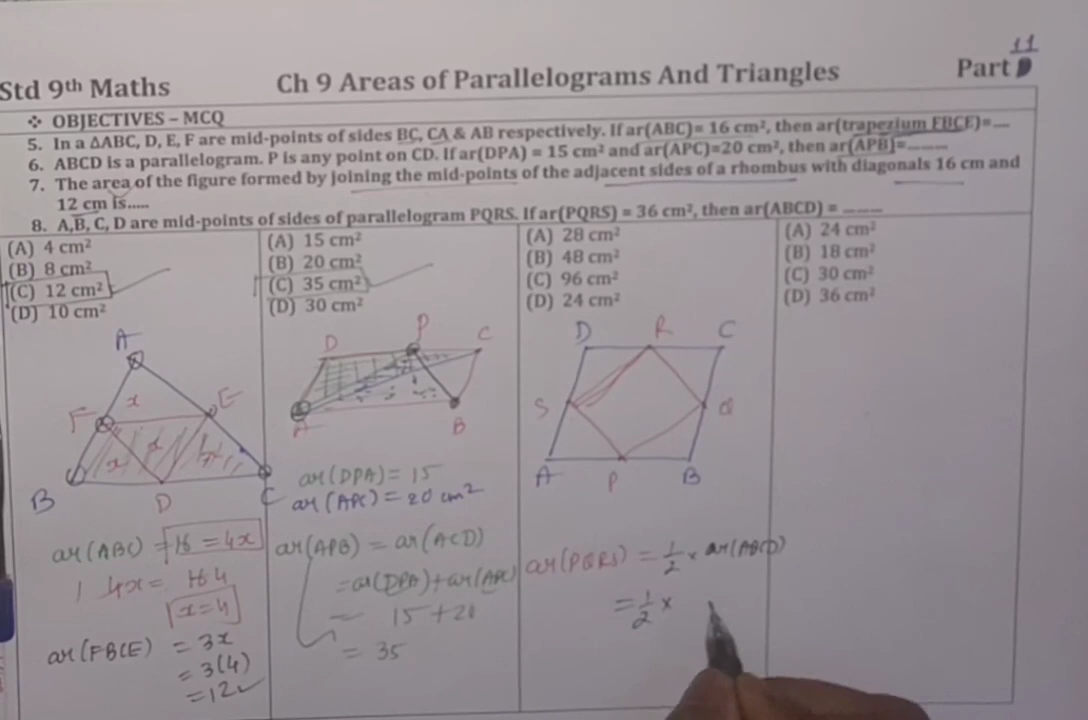 11
Std 9th Maths Ch 9 Areas of Parallelograms And Triangles Part
❖ OBJECTIVES – MCQ
5. In a ΔABC, D, E, F are mid-points of sides BC, CA & AB respectively. If ar(ABC)= 16 cm², then ar(trapezium FBCE)=....
6. ABCD is a parallelogram. P is any point on CD. If ar(DPA) = 15 cm² and ar(APC)=20 cm², then ar(APB)=........
7. The area of the figure formed by joining the mid-points of the adjacent sides of a rhombus with diagonals 16 cm and
12 cm is.....
8. A,B, C, D are mid-points of sides of parallelogram PQRS. If ar(PQRS) = 36 cm², then ar(ABCD) = ........
(A) 4 cm²
(B) 8 cm²
(C) 12 cm²
(D) 10 cm²
(A) 15 cm²
(B) 20 cm²
(C) 35 cm²
(D) 30 cm²
(A) 28 cm²
(B) 48 cm²
(C) 96 cm²
(D) 24 cm²
(A) 24 cm²
(B) 18 cm²
(C) 30 cm²
(D) 36 cm²
A
F x E
x x x
B D C
ar(ABC) = 16 = 4x
4x = 16 4
x=4
ar(FBCE) = 3x
= 3(4)
= 12
D P C
A B
ar(DPA) = 15
ar(APC) = 20 cm²
ar(APB) = ar(ACD)
= ar(DPA)+ar(APC)
= 15+20
= 35
D R C
S Q
A P B
ar(PQRS) = 1/2 × ar(ABCD)
= 1/2 ×